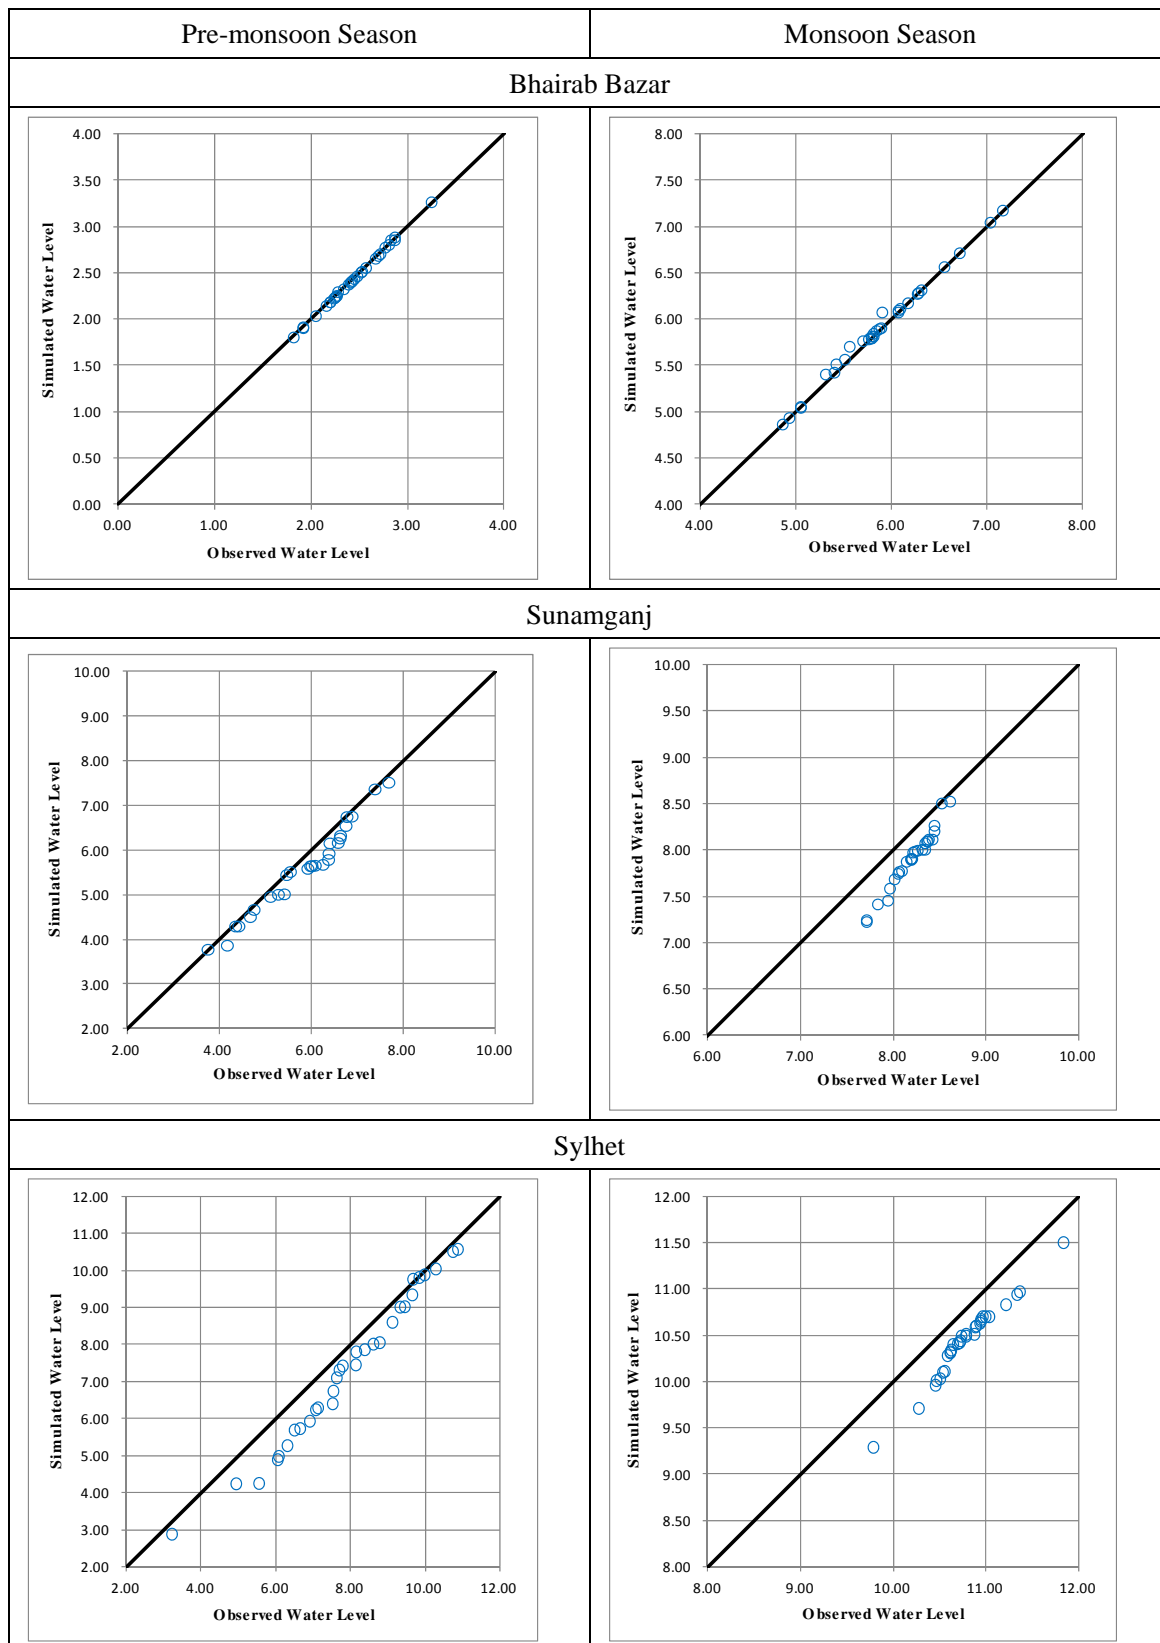 Pre-monsoon Season
Monsoon Season
Bhairab Bazar
4.00
3.50
3.00
2.50
2.00
1.50
1.00
0.50
0.00
0.00 1.00 2.00 3.00 4.00
Simulated Water Level
Observed Water Level
8.00
7.50
7.00
6.50
6.00
5.50
5.00
4.50
4.00
4.00 5.00 6.00 7.00 8.00
Simulated Water Level
Observed Water Level
Sunamganj
10.00
9.00
8.00
7.00
6.00
5.00
4.00
3.00
2.00
2.00 4.00 6.00 8.00 10.00
Simulated Water Level
Observed Water Level
10.00
9.50
9.00
8.50
8.00
7.50
7.00
6.50
6.00
6.00 7.00 8.00 9.00 10.00
Simulated Water Level
Observed Water Level
Sylhet
12.00
11.00
10.00
9.00
8.00
7.00
6.00
5.00
4.00
3.00
2.00
2.00 4.00 6.00 8.00 10.00 12.00
Simulated Water Level
Observed Water Level
12.00
11.50
11.00
10.50
10.00
9.50
9.00
8.50
8.00
8.00 9.00 10.00 11.00 12.00
Simulated Water Level
Observed Water Level